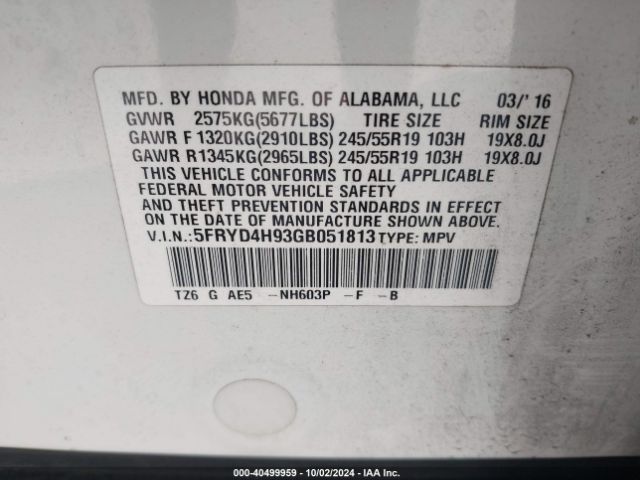 MFD. BY HONDA MFG. OF ALABAMA, LLC 03/'16
GVWR 2575KG(5677LBS) TIRE SIZE RIM SIZE
GAWR F 1320KG(2910LBS) 245/55R19 103H 19X8.0J
GAWR R1345KG(2965LBS) 245/55R19 103H 19X8.0J
THIS VEHICLE CONFORMS TO ALL APPLICABLE
FEDERAL MOTOR VEHICLE SAFETY
AND THEFT PREVENTION STANDARDS IN EFFECT
ON THE DATE OF MANUFACTURE SHOWN ABOVE.
V.I.N.:5FRYD4H93GB051813 TYPE: MPV
TZ6 G AE5 -NH603P -F -B
000-40499959 - 10/02/2024 - IAA Inc.